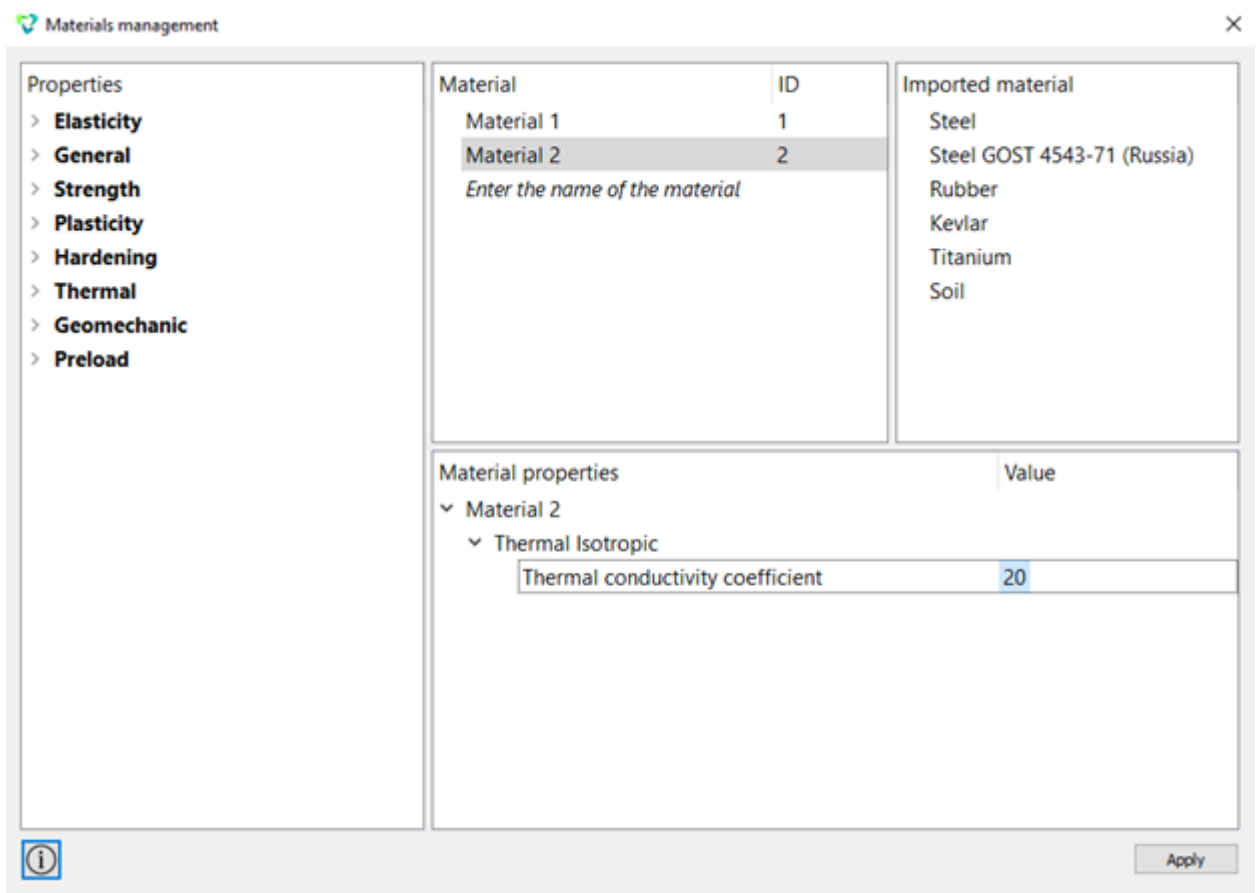 Materials management
Properties
Elasticity
General
Strength
Plasticity
Hardening
Thermal
Geomechanic
Preload
Material ID
Material 1 1
Material 2 2
Enter the name of the material
Imported material
Steel
Steel GOST 4543-71 (Russia)
Rubber
Kevlar
Titanium
Soil
Material properties Value
Material 2
Thermal Isotropic
Thermal conductivity coefficient 20
Apply